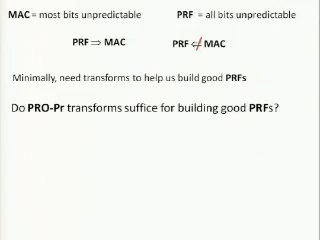 MAC = most bits unpredictable PRF = all bits unpredictable
PRF ⇒ MAC PRF ⇍ MAC
Minimally, need transforms to help us build good PRFs
Do PRO-Pr transforms suffice for building good PRFs?